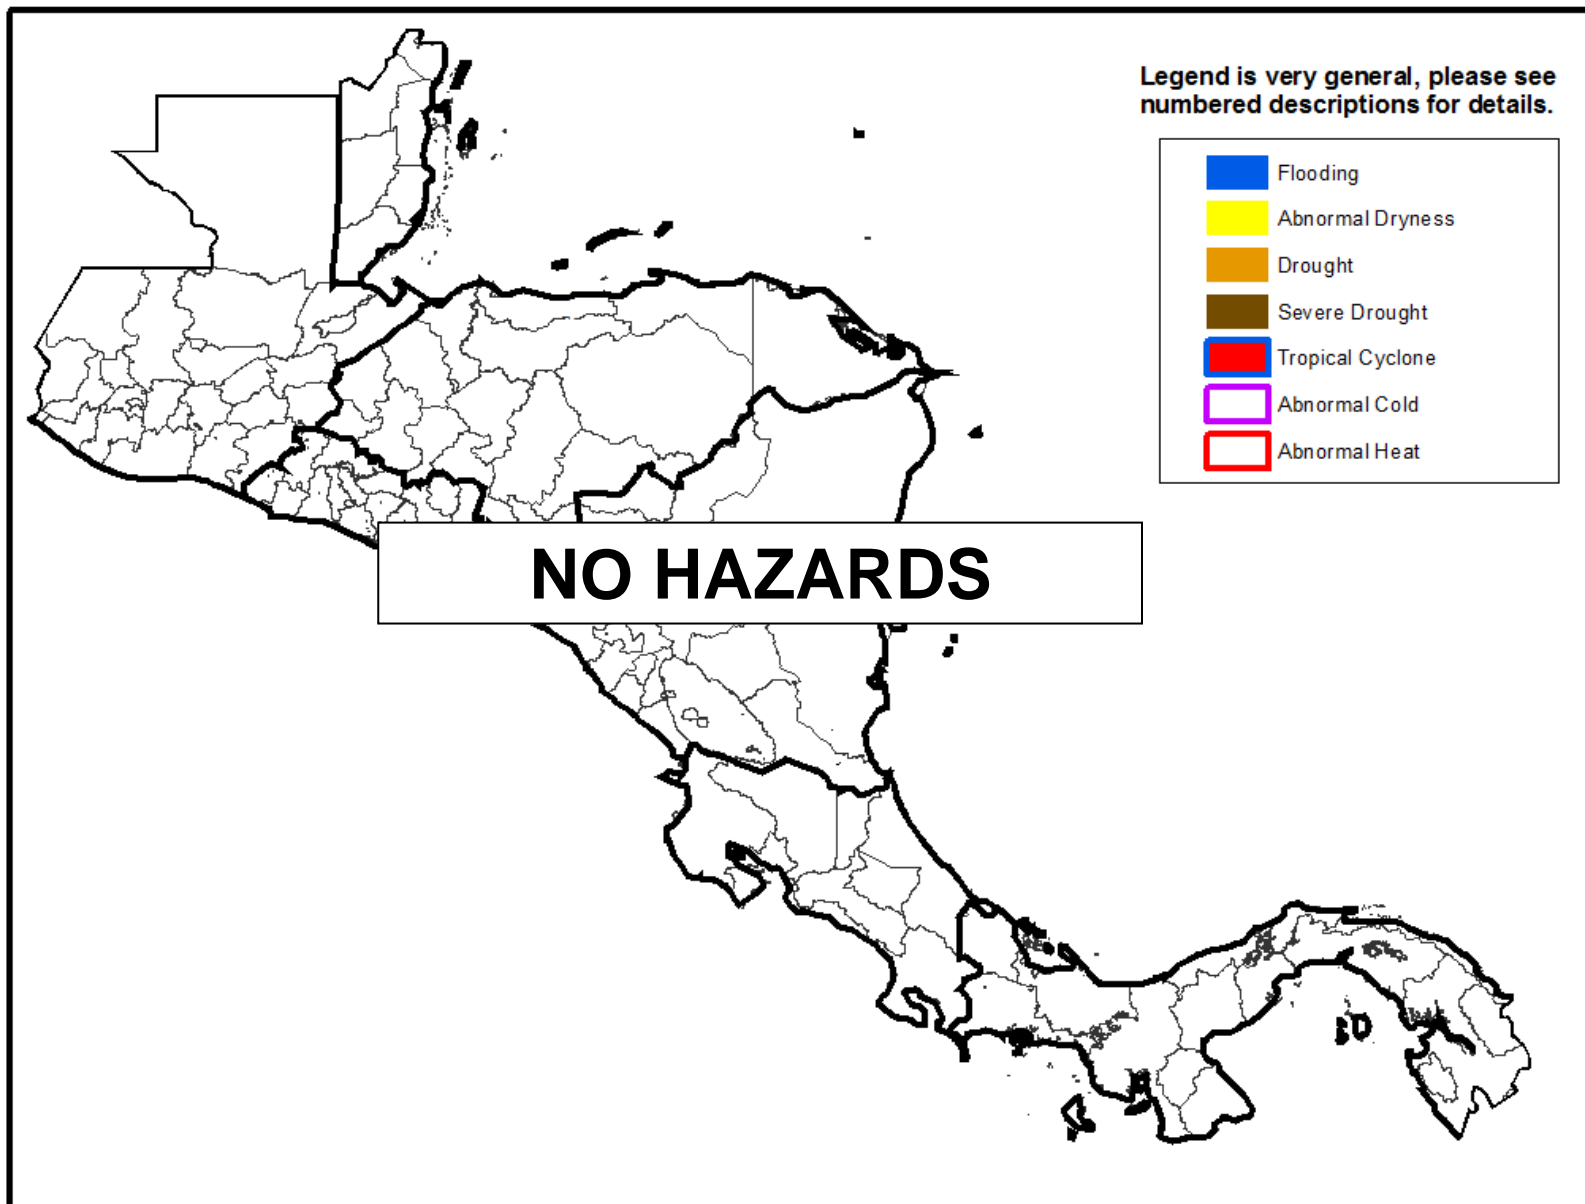 Legend is very general, please see
numbered descriptions for details.
Flooding
Abnormal Dryness
Drought
Severe Drought
Tropical Cyclone
Abnormal Cold
Abnormal Heat
NO HAZARDS